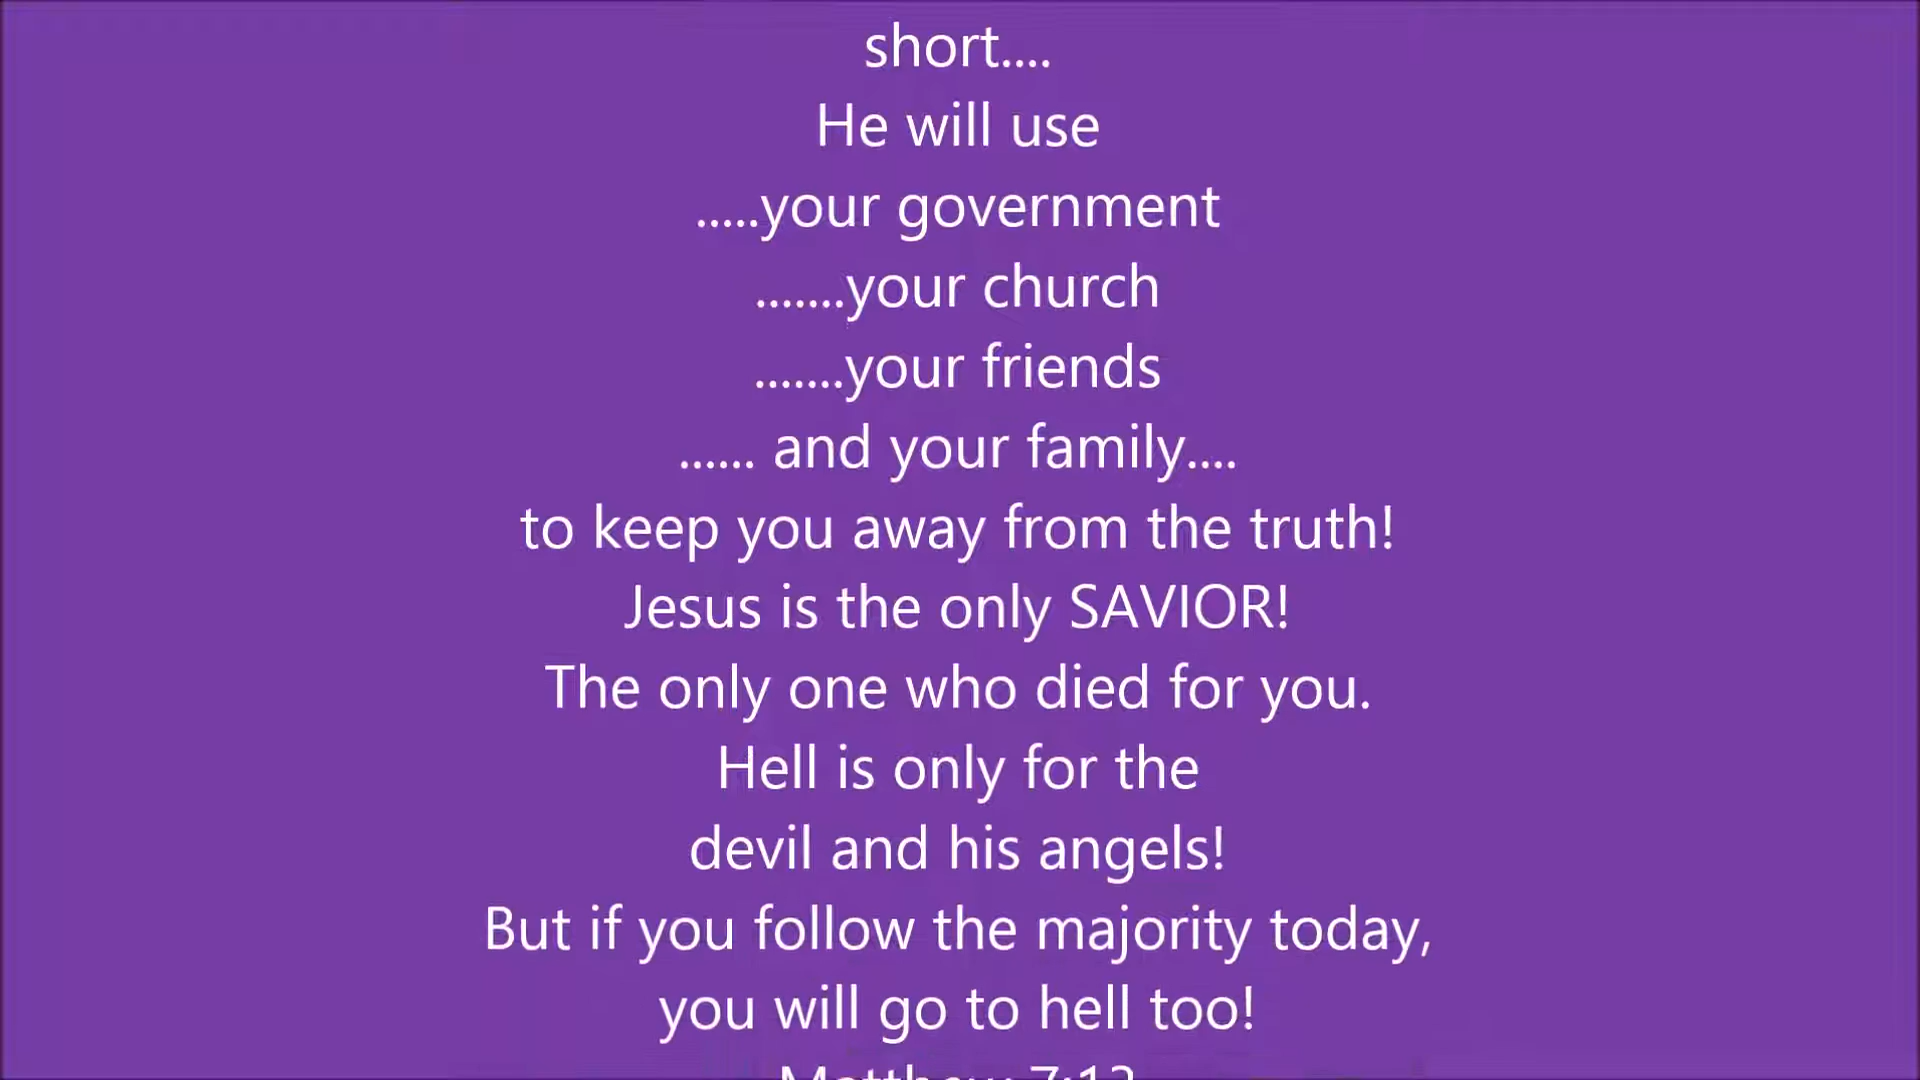 short....
He will use
.....your government
.......your church
.......your friends
...... and your family....
to keep you away from the truth!
Jesus is the only SAVIOR!
The only one who died for you.
Hell is only for the
devil and his angels!
But if you follow the majority today,
you will go to hell too!
Matthew 7:13